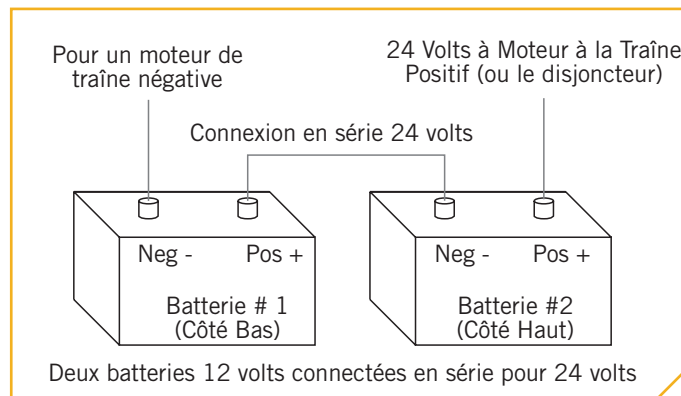 Pour un moteur de
traîne négative
24 Volts à Moteur à la Traîne
Positif (ou le disjoncteur)
Connexion en série 24 volts
Neg - Pos +
Batterie # 1
(Côté Bas)
Neg - Pos +
Batterie #2
(Côté Haut)
Deux batteries 12 volts connectées en série pour 24 volts